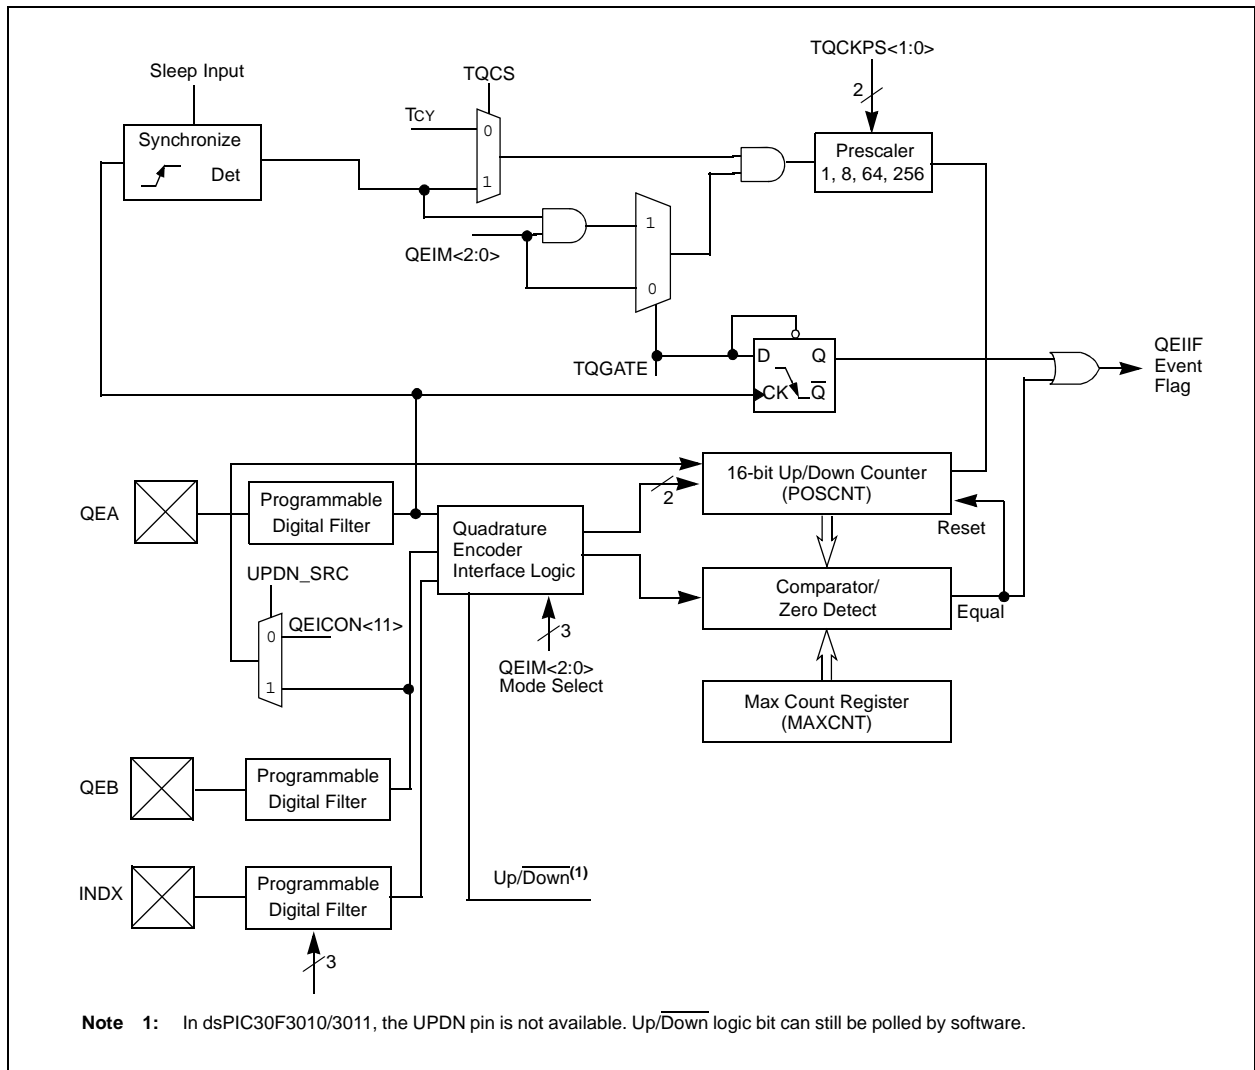 TQCKPS<1:0>
Sleep Input
TQCS
2
TCY
0
Synchronize
Det
Prescaler
1, 8, 64, 256
1
1
QEIM<2:0>
0
QEIIF
Event
Flag
D Q
TQGATE
CK Q̅
16-bit Up/Down Counter
(POSCNT)
2
Programmable
Digital Filter
QEA
Quadrature
Encoder
Interface Logic
Reset
UPDN_SRC
Comparator/
Zero Detect
Equal
0
QEICON<11>
3
QEIM<2:0>
Mode Select
1
Max Count Register
(MAXCNT)
QEB
Programmable
Digital Filter
Up/D̅o̅w̅n̅(1)
INDX
Programmable
Digital Filter
3
Note 1: In dsPIC30F3010/3011, the UPDN pin is not available. Up/D̅o̅w̅n̅ logic bit can still be polled by software.